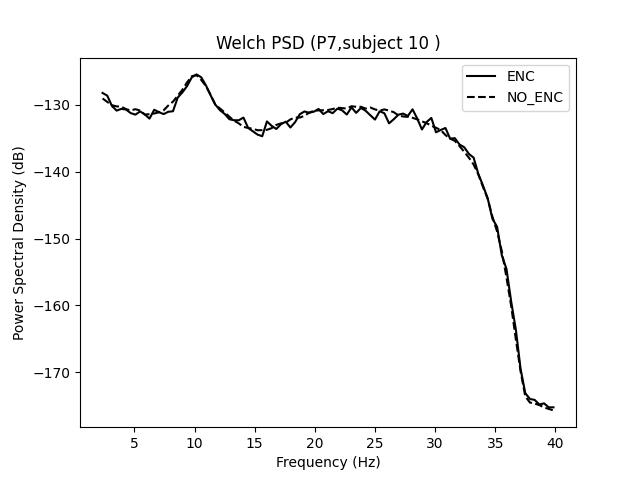 Welch PSD (P7,subject 10 )
ENC
NO_ENC
−130
−140
−150
−160
−170
Power Spectral Density (dB)
5 10 15 20 25 30 35 40
Frequency (Hz)